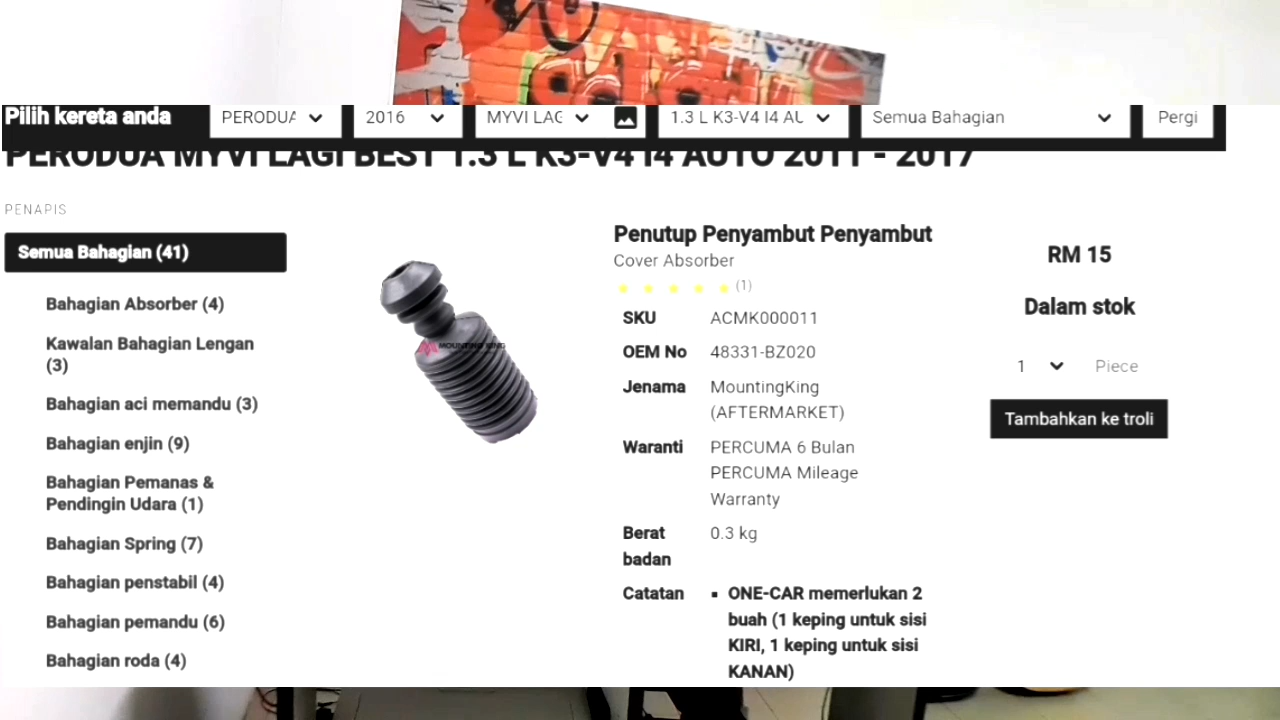 Pilih kereta anda
PERODUA
2016
MYVI LAG
1.3 L K3-V4 I4 AU
Semua Bahagian
Pergi
PERODUA MYVI LAGI BEST 1.3 L K3-V4 I4 AUTO 2011 - 2017
PENAPIS
Semua Bahagian (41)
Bahagian Absorber (4)
Kawalan Bahagian Lengan
(3)
Bahagian aci memandu (3)
Bahagian enjin (9)
Bahagian Pemanas &
Pendingin Udara (1)
Bahagian Spring (7)
Bahagian penstabil (4)
Bahagian pemandu (6)
Bahagian roda (4)
MOUNTING KING
Penutup Penyambut Penyambut
Cover Absorber
(1)
SKU ACMK000011
OEM No 48331-BZ020
Jenama MountingKing
(AFTERMARKET)
Waranti PERCUMA 6 Bulan
PERCUMA Mileage
Warranty
Berat 0.3 kg
badan
Catatan ▪ ONE-CAR memerlukan 2
buah (1 keping untuk sisi
KIRI, 1 keping untuk sisi
KANAN)
RM 15
Dalam stok
1 Piece
Tambahkan ke troli